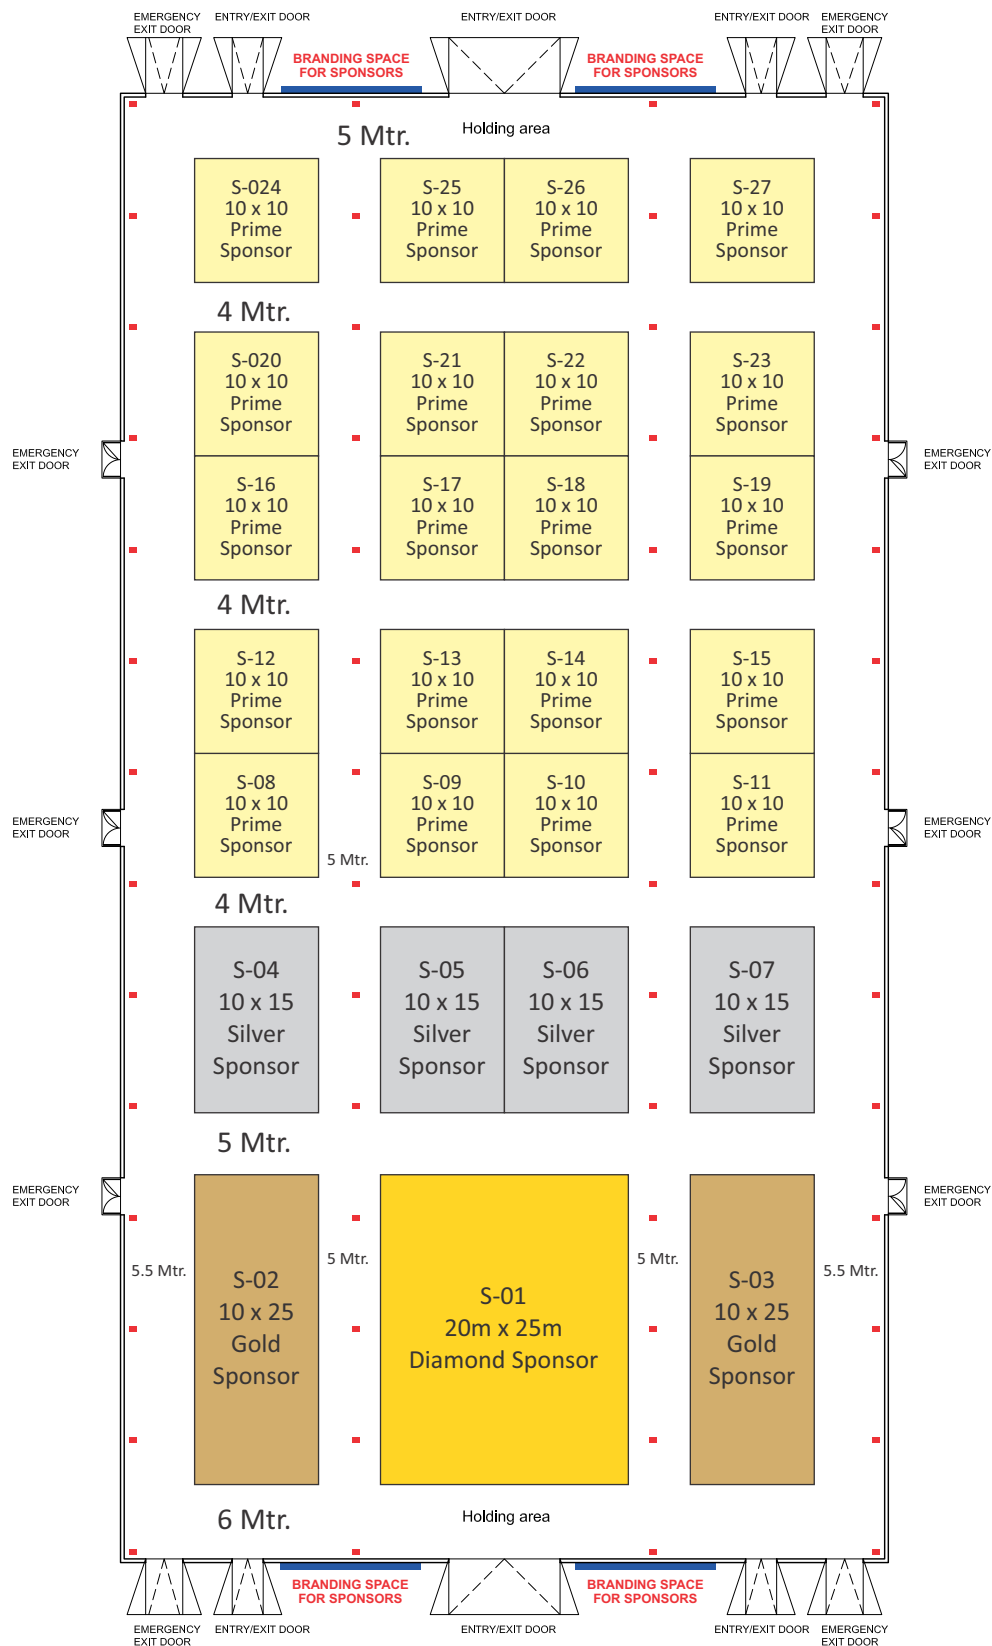 EMERGENCY
EXIT DOOR
ENTRY/EXIT DOOR
ENTRY/EXIT DOOR
ENTRY/EXIT DOOR
EMERGENCY
EXIT DOOR
BRANDING SPACE
FOR SPONSORS
BRANDING SPACE
FOR SPONSORS
5 Mtr.
Holding area
S-024
10 x 10
Prime
Sponsor
S-25
10 x 10
Prime
Sponsor
S-26
10 x 10
Prime
Sponsor
S-27
10 x 10
Prime
Sponsor
4 Mtr.
S-020
10 x 10
Prime
Sponsor
S-21
10 x 10
Prime
Sponsor
S-22
10 x 10
Prime
Sponsor
S-23
10 x 10
Prime
Sponsor
EMERGENCY
EXIT DOOR
EMERGENCY
EXIT DOOR
S-16
10 x 10
Prime
Sponsor
S-17
10 x 10
Prime
Sponsor
S-18
10 x 10
Prime
Sponsor
S-19
10 x 10
Prime
Sponsor
4 Mtr.
S-12
10 x 10
Prime
Sponsor
S-13
10 x 10
Prime
Sponsor
S-14
10 x 10
Prime
Sponsor
S-15
10 x 10
Prime
Sponsor
S-08
10 x 10
Prime
Sponsor
S-09
10 x 10
Prime
Sponsor
S-10
10 x 10
Prime
Sponsor
S-11
10 x 10
Prime
Sponsor
EMERGENCY
EXIT DOOR
EMERGENCY
EXIT DOOR
5 Mtr.
4 Mtr.
S-04
10 x 15
Silver
Sponsor
S-05
10 x 15
Silver
Sponsor
S-06
10 x 15
Silver
Sponsor
S-07
10 x 15
Silver
Sponsor
5 Mtr.
EMERGENCY
EXIT DOOR
EMERGENCY
EXIT DOOR
5.5 Mtr.
S-02
10 x 25
Gold
Sponsor
5 Mtr.
S-01
20m x 25m
Diamond Sponsor
5 Mtr.
S-03
10 x 25
Gold
Sponsor
5.5 Mtr.
6 Mtr.
Holding area
BRANDING SPACE
FOR SPONSORS
BRANDING SPACE
FOR SPONSORS
EMERGENCY
EXIT DOOR
ENTRY/EXIT DOOR
ENTRY/EXIT DOOR
ENTRY/EXIT DOOR
EMERGENCY
EXIT DOOR